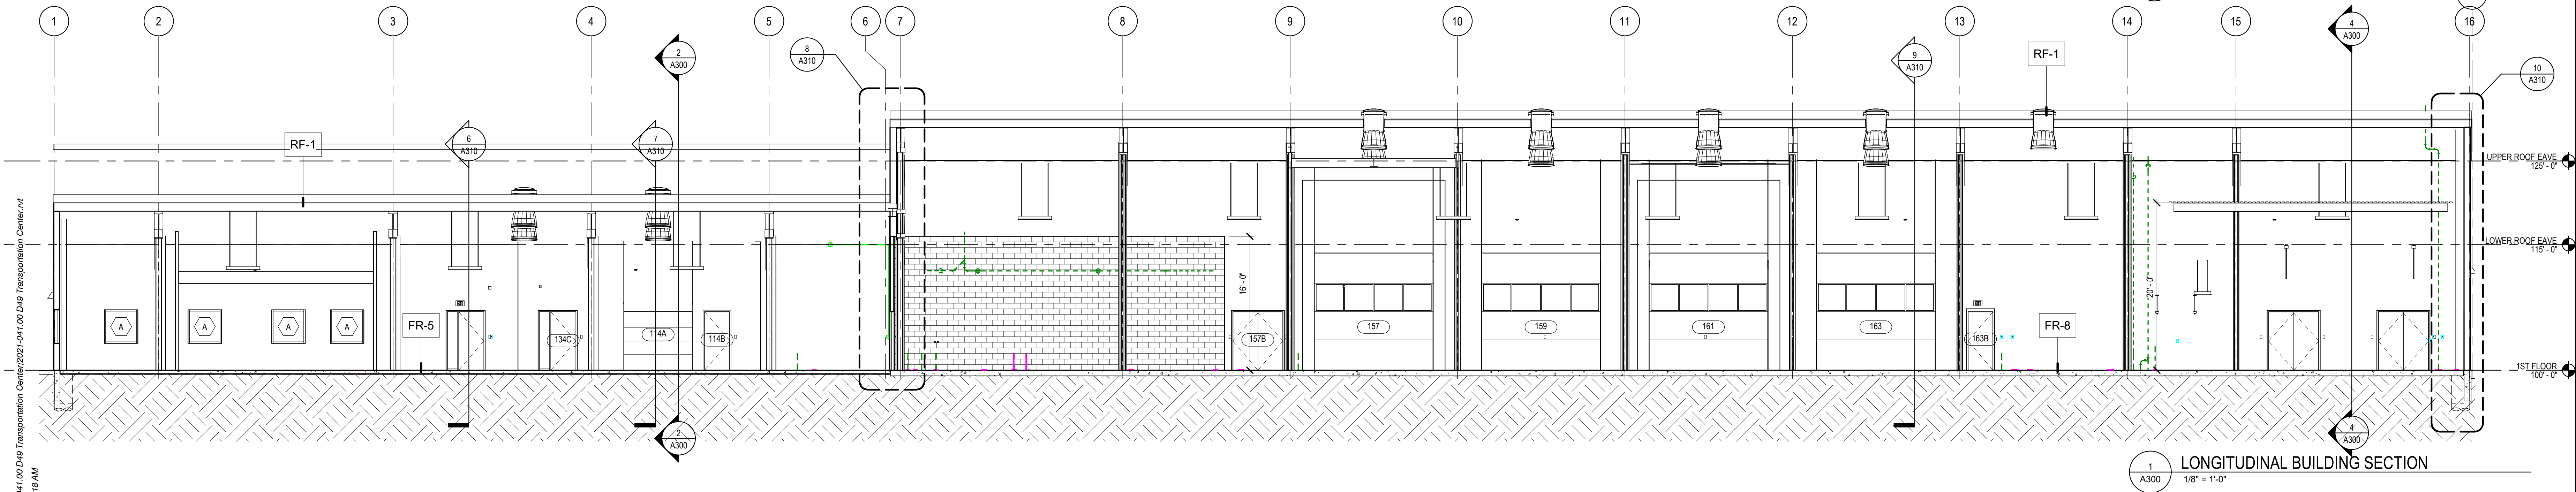 1
2
3
4
5
6
7
8
9
10
11
12
13
14
15
16
2
A300
8
A310
9
A310
RF-1
4
A300
10
A310
RF-1
6
A310
7
A310
UPPER ROOF EAVE
125' - 0"
LOWER ROOF EAVE
115' - 0"
16' - 0"
20' - 0"
A
A
A
A
FR-5
134C
114A
114B
157B
157
159
161
163
163B
FR-8
1ST FLOOR
100' - 0"
2
A300
4
A300
1
A300
LONGITUDINAL BUILDING SECTION
1/8" = 1'-0"
041.00 D49 Transportation Center/2021-041.00 D49 Transportation Center.rvt
18 AM